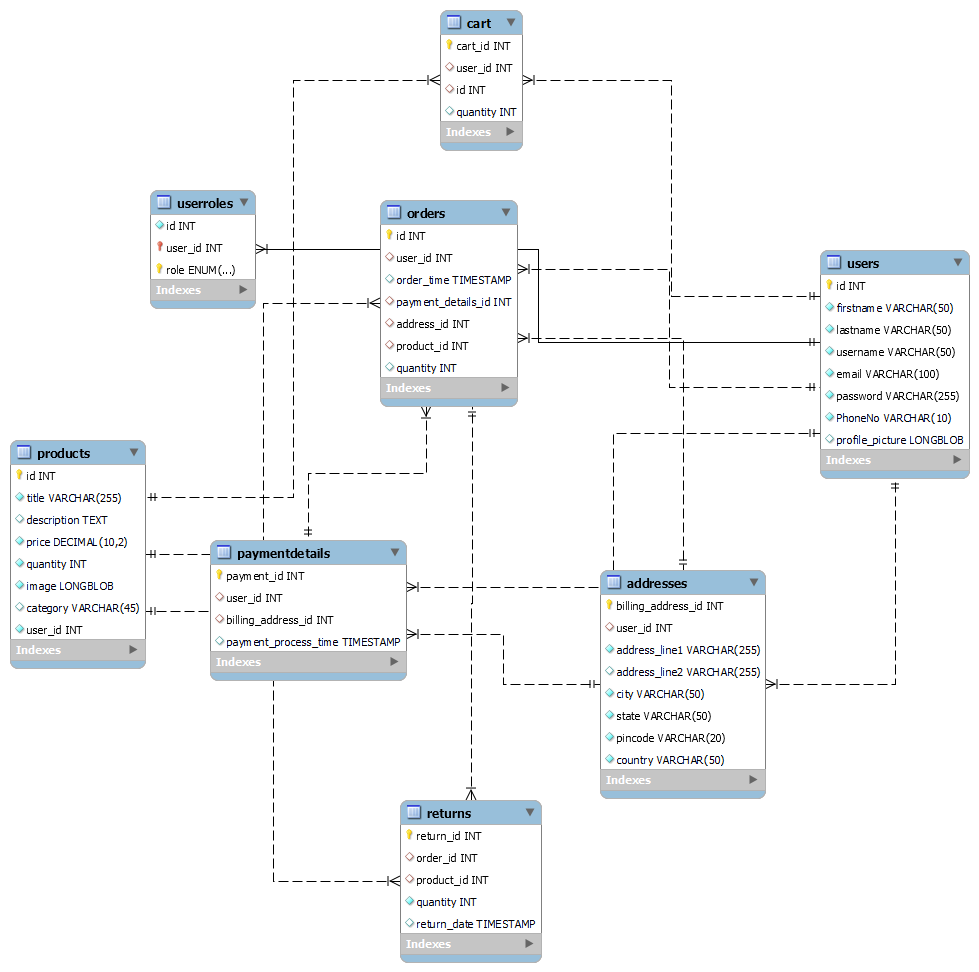 cart
cart_id INT
user_id INT
id INT
quantity INT
Indexes
userroles
id INT
user_id INT
role ENUM(...)
Indexes
orders
id INT
user_id INT
order_time TIMESTAMP
payment_details_id INT
address_id INT
product_id INT
quantity INT
Indexes
users
id INT
firstname VARCHAR(50)
lastname VARCHAR(50)
username VARCHAR(50)
email VARCHAR(100)
password VARCHAR(255)
PhoneNo VARCHAR(10)
profile_picture LONGBLOB
Indexes
products
id INT
title VARCHAR(255)
description TEXT
price DECIMAL(10,2)
quantity INT
image LONGBLOB
category VARCHAR(45)
user_id INT
Indexes
paymentdetails
payment_id INT
user_id INT
billing_address_id INT
payment_process_time TIMESTAMP
Indexes
addresses
billing_address_id INT
user_id INT
address_line1 VARCHAR(255)
address_line2 VARCHAR(255)
city VARCHAR(50)
state VARCHAR(50)
pincode VARCHAR(20)
country VARCHAR(50)
Indexes
returns
return_id INT
order_id INT
product_id INT
quantity INT
return_date TIMESTAMP
Indexes